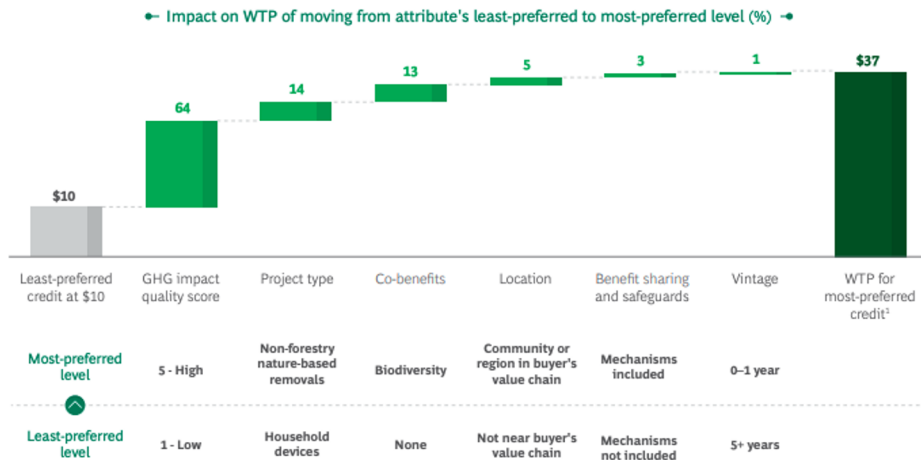 Impact on WTP of moving from attribute's least-preferred to most-preferred level (%)
$10
64
14
13
5
3
1
$37
Least-preferred
credit at $10
GHG impact
quality score
Project type
Co-benefits
Location
Benefit sharing
and safeguards
Vintage
WTP for
most-preferred
credit¹
Most-preferred
level
5 - High
Non-forestry
nature-based
removals
Biodiversity
Community or
region in buyer's
value chain
Mechanisms
included
0–1 year
Least-preferred
level
1 - Low
Household
devices
None
Not near buyer's
value chain
Mechanisms
not included
5+ years